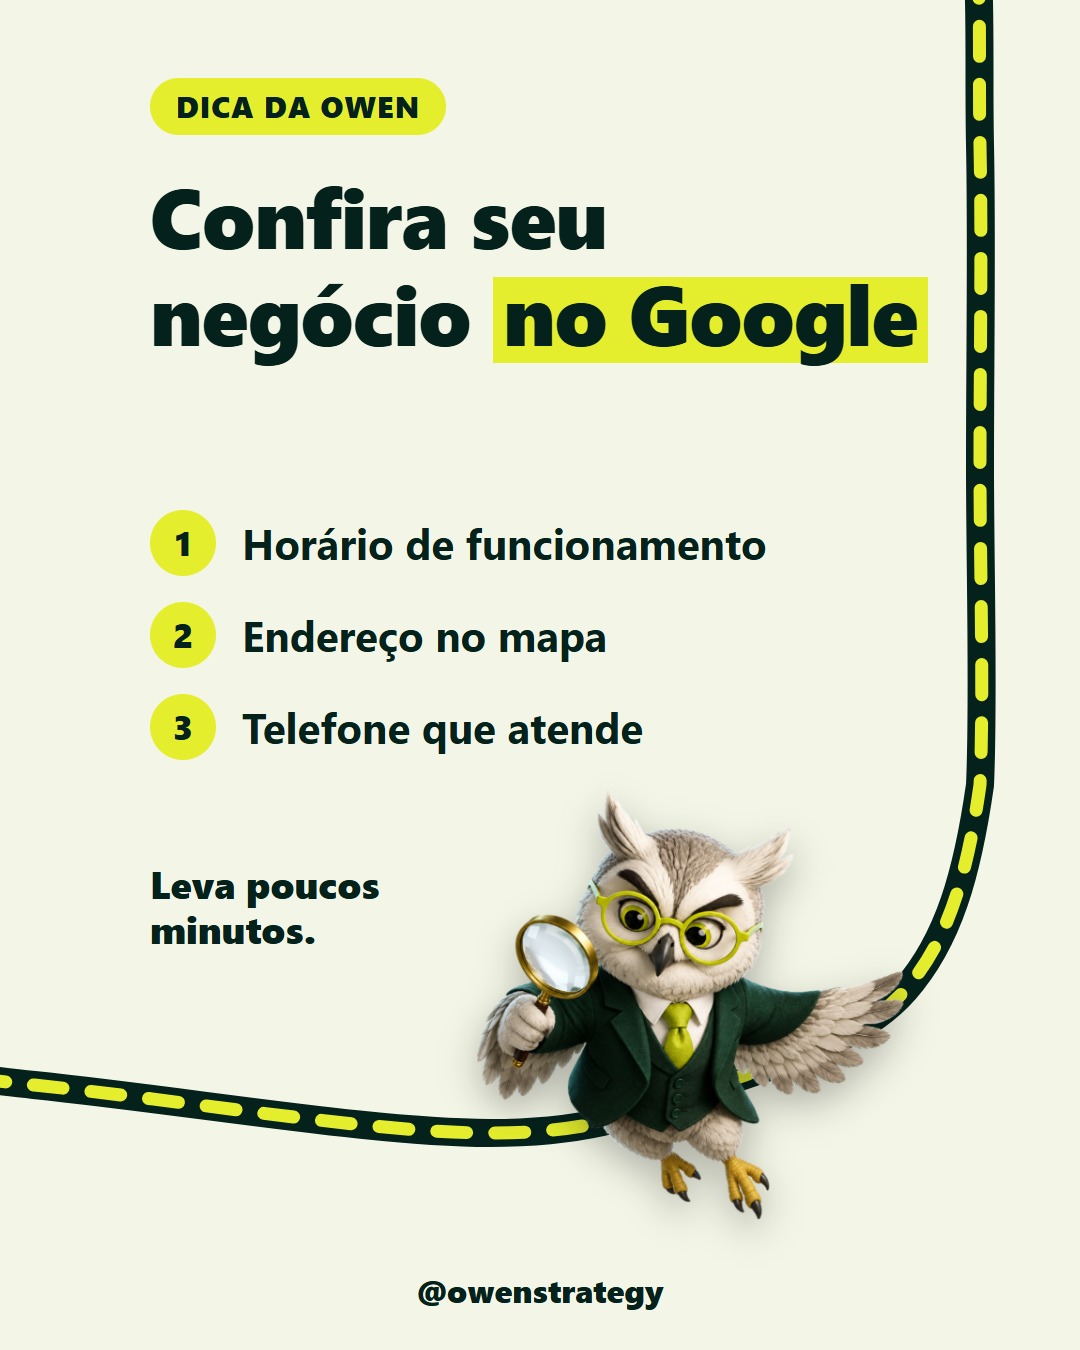 DICA DA OWEN
Confira seu
negócio no Google
1 Horário de funcionamento
2 Endereço no mapa
3 Telefone que atende
Leva poucos
minutos.
@owenstrategy